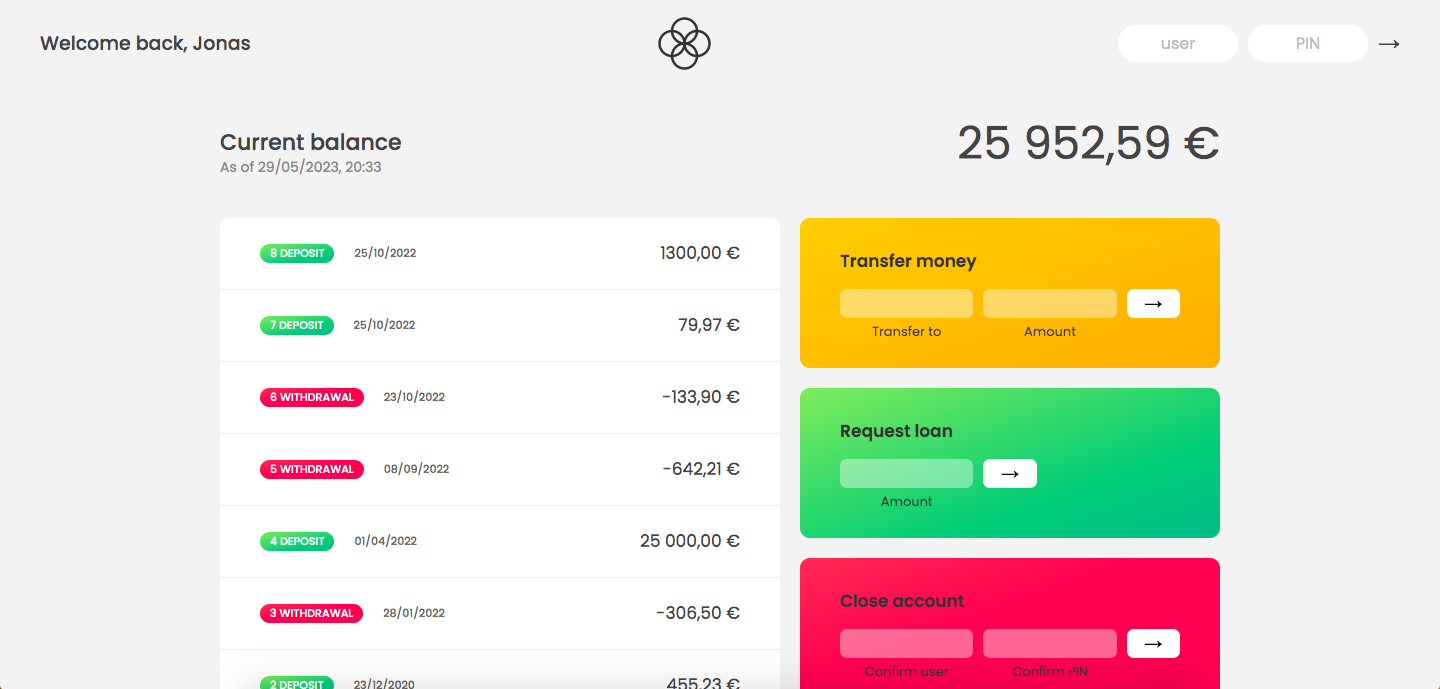 Welcome back, Jonas
user
PIN
→
Current balance
As of 29/05/2023, 20:33
25 952,59 €
8 DEPOSIT 25/10/2022 1300,00 €
7 DEPOSIT 25/10/2022 79,97 €
6 WITHDRAWAL 23/10/2022 -133,90 €
5 WITHDRAWAL 08/09/2022 -642,21 €
4 DEPOSIT 01/04/2022 25 000,00 €
3 WITHDRAWAL 28/01/2022 -306,50 €
2 DEPOSIT 23/12/2020 455,23 €
Transfer money
→
Transfer to Amount
Request loan
→
Amount
Close account
→
Confirm user Confirm PIN